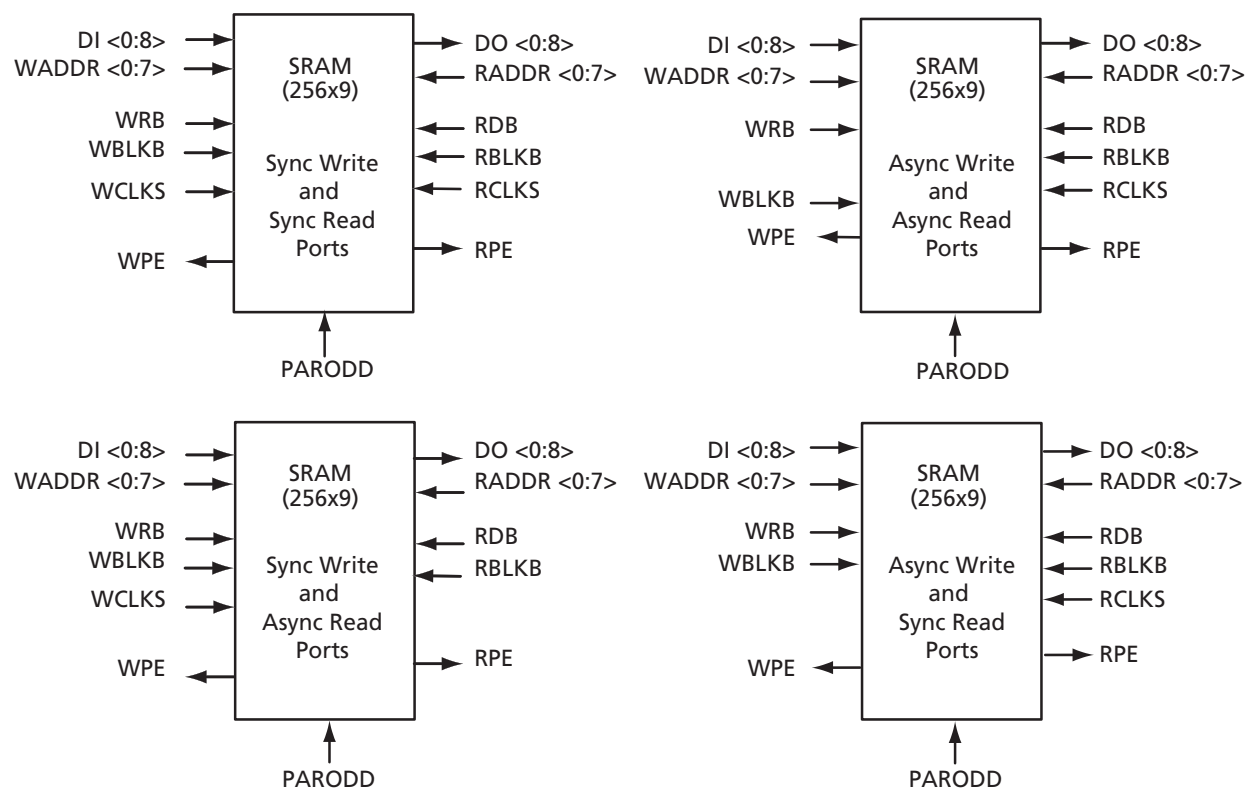 DI <0:8>
WADDR <0:7>
WRB
WBLKB
WCLKS
WPE
SRAM
(256x9)
Sync Write
and
Sync Read
Ports
DO <0:8>
RADDR <0:7>
RDB
RBLKB
RCLKS
RPE
PARODD
DI <0:8>
WADDR <0:7>
WRB
WBLKB
WPE
SRAM
(256x9)
Async Write
and
Async Read
Ports
DO <0:8>
RADDR <0:7>
RDB
RBLKB
RCLKS
RPE
PARODD
DI <0:8>
WADDR <0:7>
WRB
WBLKB
WCLKS
WPE
SRAM
(256x9)
Sync Write
and
Async Read
Ports
DO <0:8>
RADDR <0:7>
RDB
RBLKB
RPE
PARODD
DI <0:8>
WADDR <0:7>
WRB
WBLKB
WPE
SRAM
(256x9)
Async Write
and
Sync Read
Ports
DO <0:8>
RADDR <0:7>
RDB
RBLKB
RCLKS
RPE
PARODD